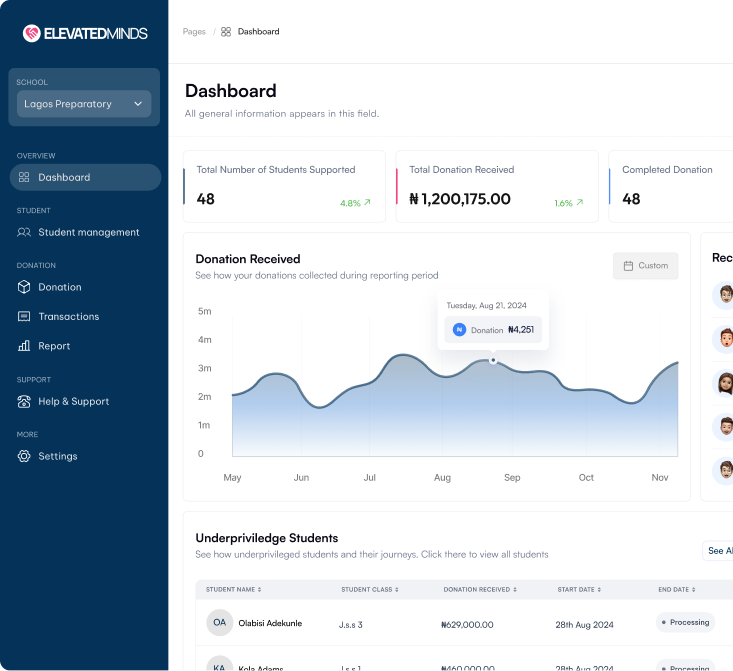 ELEVATEDMINDS
SCHOOL
Lagos Preparatory
OVERVIEW
Dashboard
STUDENT
Student management
DONATION
Donation
Transactions
Report
SUPPORT
Help & Support
MORE
Settings
Pages / Dashboard
Dashboard
All general information appears in this field.
Total Number of Students Supported
48
4.8%
Total Donation Received
₦ 1,200,175.00
1.6%
Completed Donation
48
Donation Received
See how your donations collected during reporting period
Custom
Tuesday, Aug 21, 2024
Donation ₦4,251
5m
4m
3m
2m
1m
0
May Jun Jul Aug Sep Oct Nov
Rec
Underpriviledge Students
See how underprivileged students and their journeys. Click there to view all students
See Al
STUDENT NAME STUDENT CLASS DONATION RECEIVED START DATE END DATE
OA Olabisi Adekunle J.s.s 3 ₦629,000.00 28th Aug 2024 Processing
KA Kola Adams J.s.s 1 ₦460,000.00 28th Aug 2024 Processing